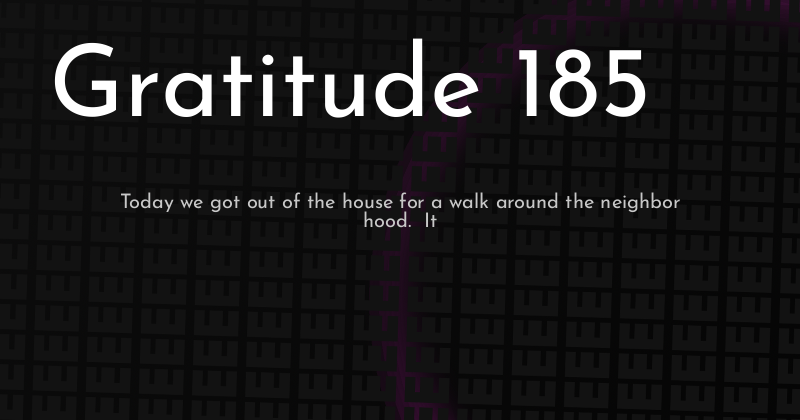 Gratitude 185
Today we got out of the house for a walk around the neighbor
hood.  It